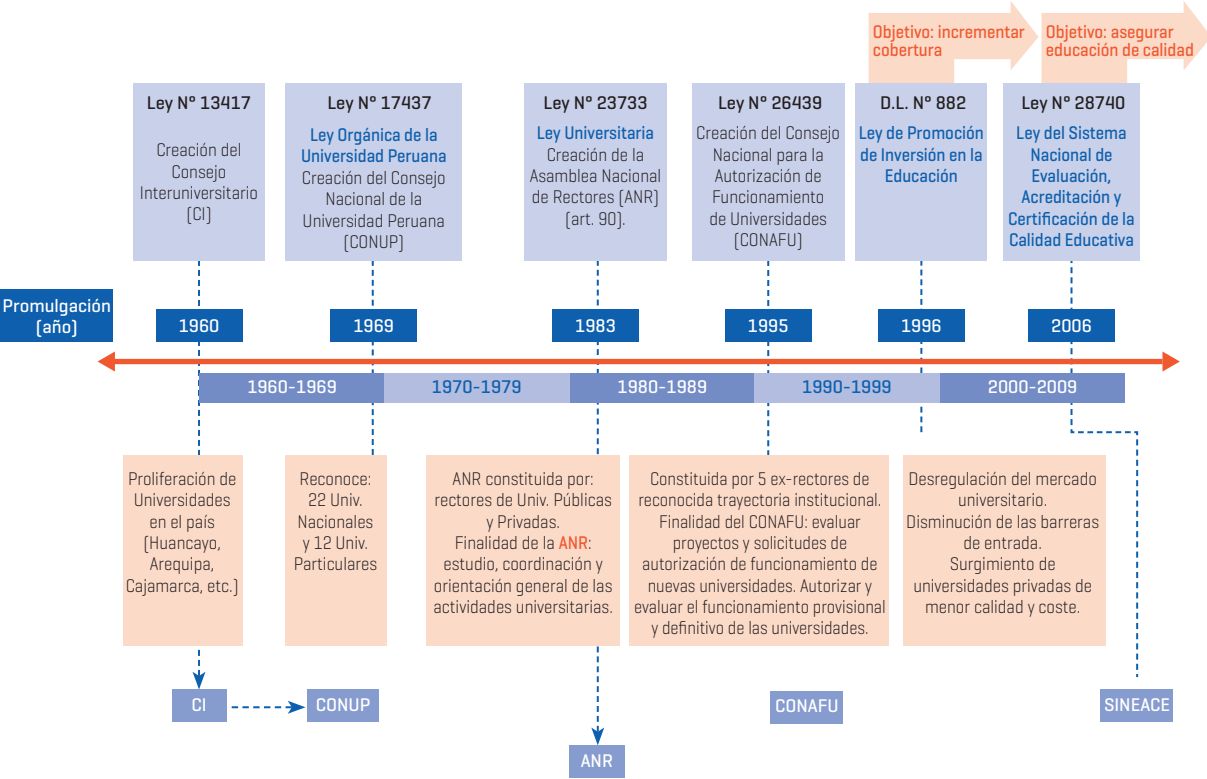 Objetivo: incrementar
cobertura
Objetivo: asegurar
educación de calidad
Ley N° 13417
Creación del
Consejo
Interuniversitario
(CI)
Ley N° 17437
Ley Orgánica de la
Universidad Peruana
Creación del Consejo
Nacional de la
Universidad Peruana
(CONUP)
Ley N° 23733
Ley Universitaria
Creación de la
Asamblea Nacional
de Rectores (ANR)
(art. 90).
Ley N° 26439
Creación del Consejo
Nacional para la
Autorización de
Funcionamiento
de Universidades
(CONAFU)
D.L. N° 882
Ley de Promoción
de Inversión en la
Educación
Ley N° 28740
Ley del Sistema
Nacional de
Evaluación,
Acreditación y
Certificación de la
Calidad Educativa
Promulgación
(año)
1960
1969
1983
1995
1996
2006
1960-1969
1970-1979
1980-1989
1990-1999
2000-2009
Proliferación de
Universidades
en el país
(Huancayo,
Arequipa,
Cajamarca, etc.)
Reconoce:
22 Univ.
Nacionales
y 12 Univ.
Particulares
ANR constituida por:
rectores de Univ. Públicas
y Privadas.
Finalidad de la ANR:
estudio, coordinación y
orientación general de las
actividades universitarias.
Constituida por 5 ex-rectores de
reconocida trayectoria institucional.
Finalidad del CONAFU: evaluar
proyectos y solicitudes de
autorización de funcionamiento de
nuevas universidades. Autorizar y
evaluar el funcionamiento provisional
y definitivo de las universidades.
Desregulación del mercado
universitario.
Disminución de las barreras
de entrada.
Surgimiento de
universidades privadas de
menor calidad y coste.
CI
CONUP
ANR
CONAFU
SINEACE